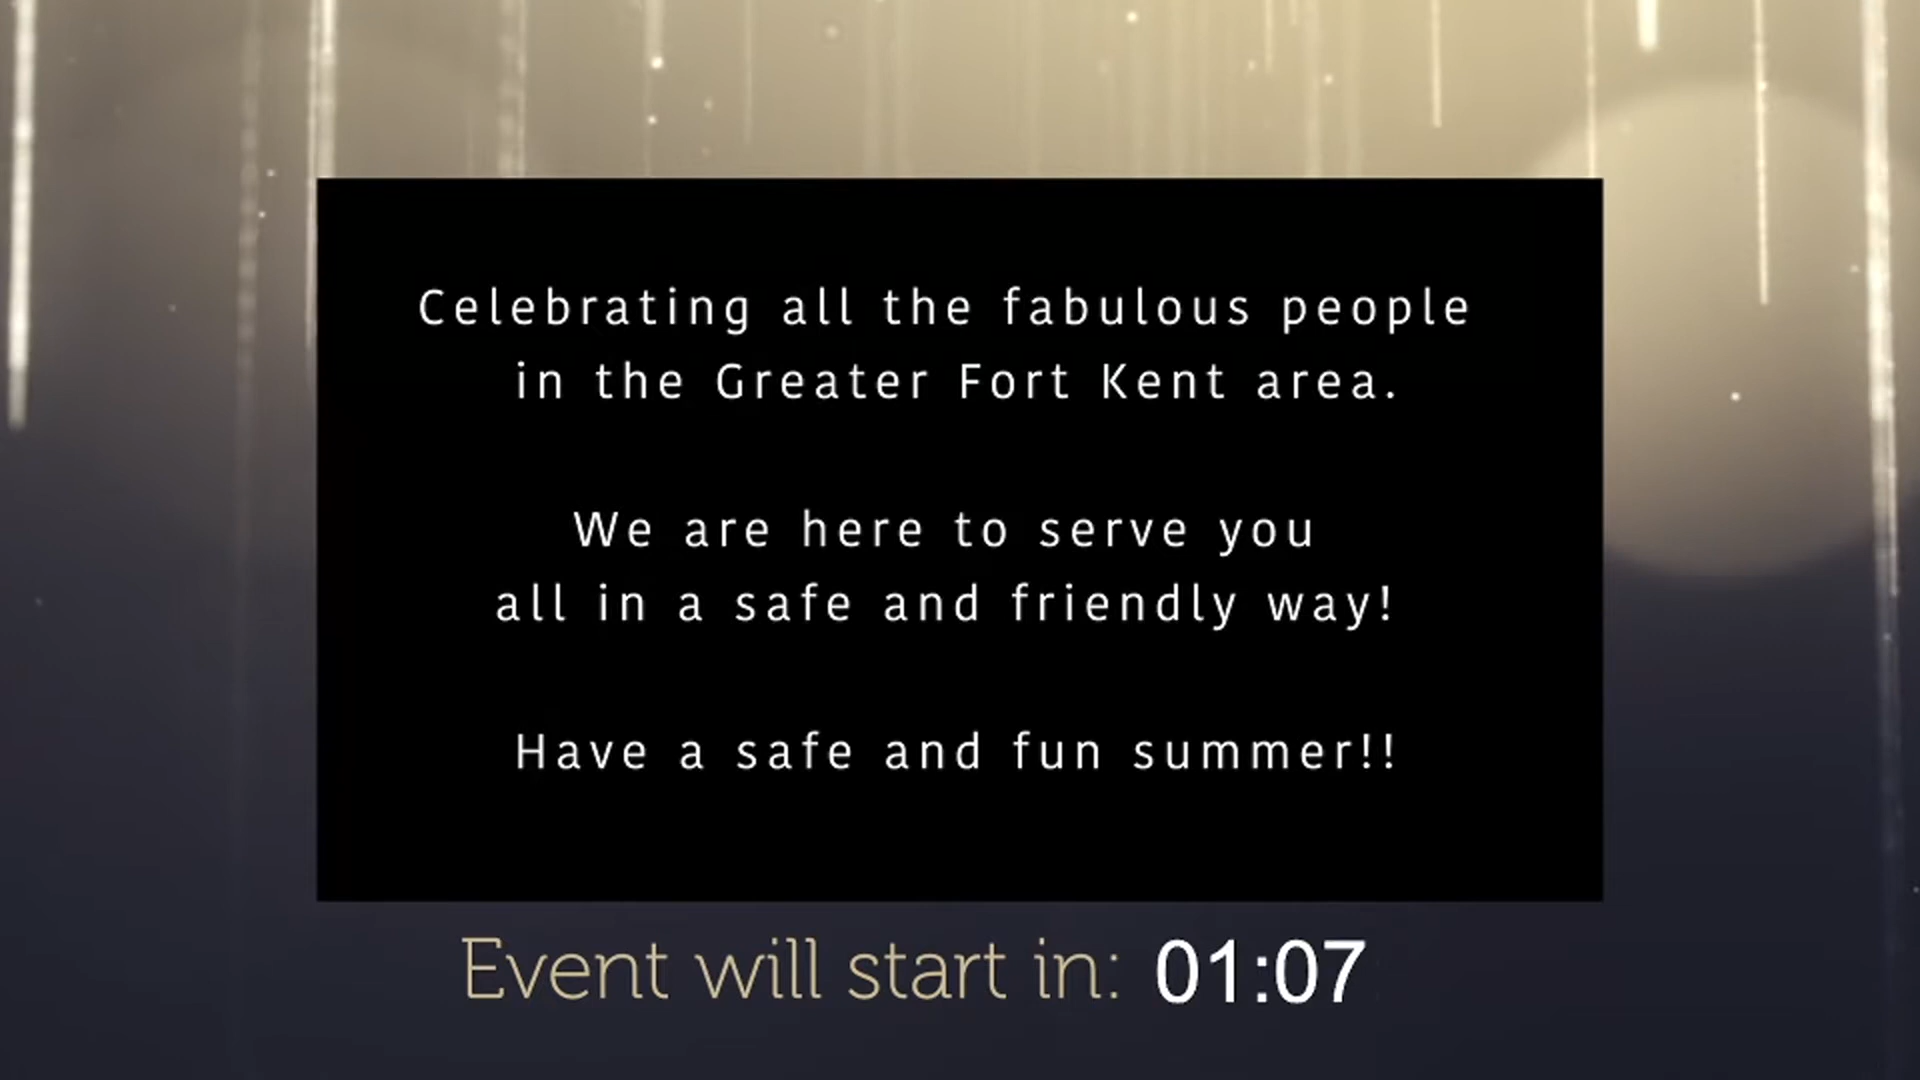 Celebrating all the fabulous people
in the Greater Fort Kent area.
We are here to serve you
all in a safe and friendly way!
Have a safe and fun summer!!
Event will start in: 01:07